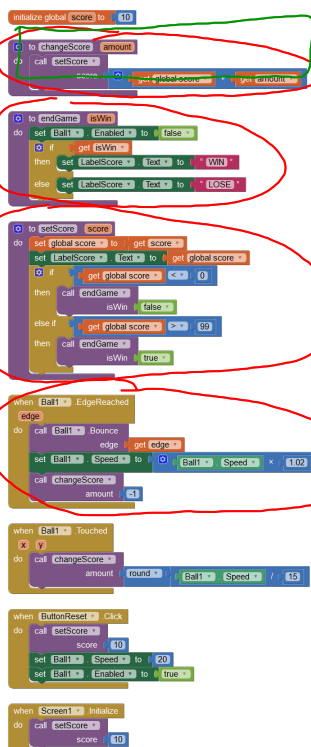 initialize global score to 10
to changeScore amount
do call setScore
score get global score + get amount
to endGame isWin
do set Ball1 . Enabled to false
if get isWin
then set LabelScore . Text to " WIN "
else set LabelScore . Text to " LOSE "
to setScore score
do set global score to get score
set LabelScore . Text to get global score
if get global score < 0
then call endGame
isWin false
else if get global score > 99
then call endGame
isWin true
when Ball1 .EdgeReached
edge
do call Ball1 .Bounce
edge get edge
set Ball1 . Speed to Ball1 . Speed × 1.02
call changeScore
amount -1
when Ball1 .Touched
x y
do call changeScore
amount round Ball1 . Speed / 15
when ButtonReset .Click
do call setScore
score 10
set Ball1 . Speed to 20
set Ball1 . Enabled to true
when Screen1 .Initialize
do call setScore
score 10